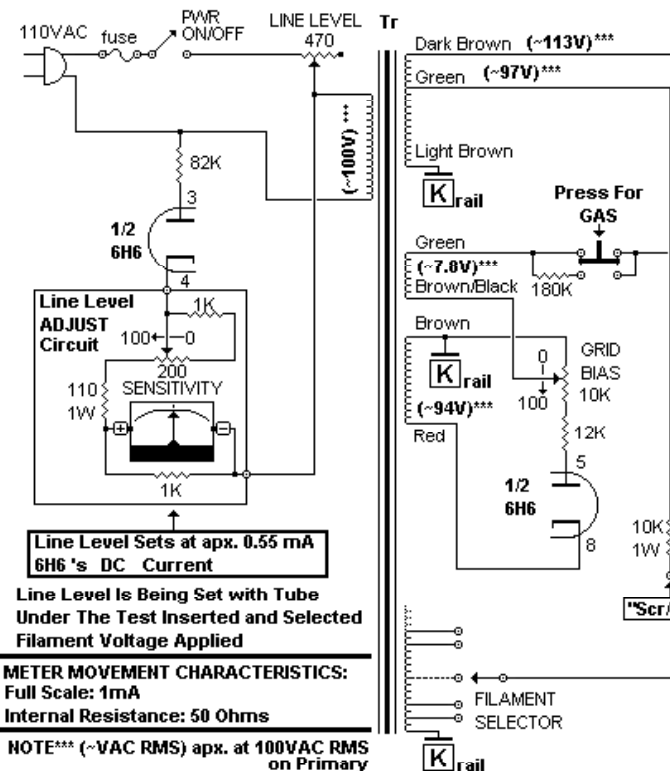 110VAC
fuse
PWR
ON/OFF
LINE LEVEL
470
Tr
(~100V) ***
82K
3
1/2
6H6
4
Line Level
ADJUST
Circuit
1K
100
0
200
SENSITIVITY
110
1W
+
-
1K
Line Level Sets at apx. 0.55 mA
6H6 's DC Current
Line Level Is Being Set with Tube
Under The Test Inserted and Selected
Filament Voltage Applied
METER MOVEMENT CHARACTERISTICS:
Full Scale: 1mA
Internal Resistance: 50 Ohms
NOTE*** (~VAC RMS) apx. at 100VAC RMS
on Primary
Dark Brown (~113V)***
Green (~97V)***
Light Brown
K rail
Press For
GAS
Green
(~7.8V)***
Brown/Black
180K
Brown
K rail
(~94V)***
Red
0
100
GRID
BIAS
10K
12K
5
1/2
6H6
8
10K
1W
"Scr/
FILAMENT
SELECTOR
K rail